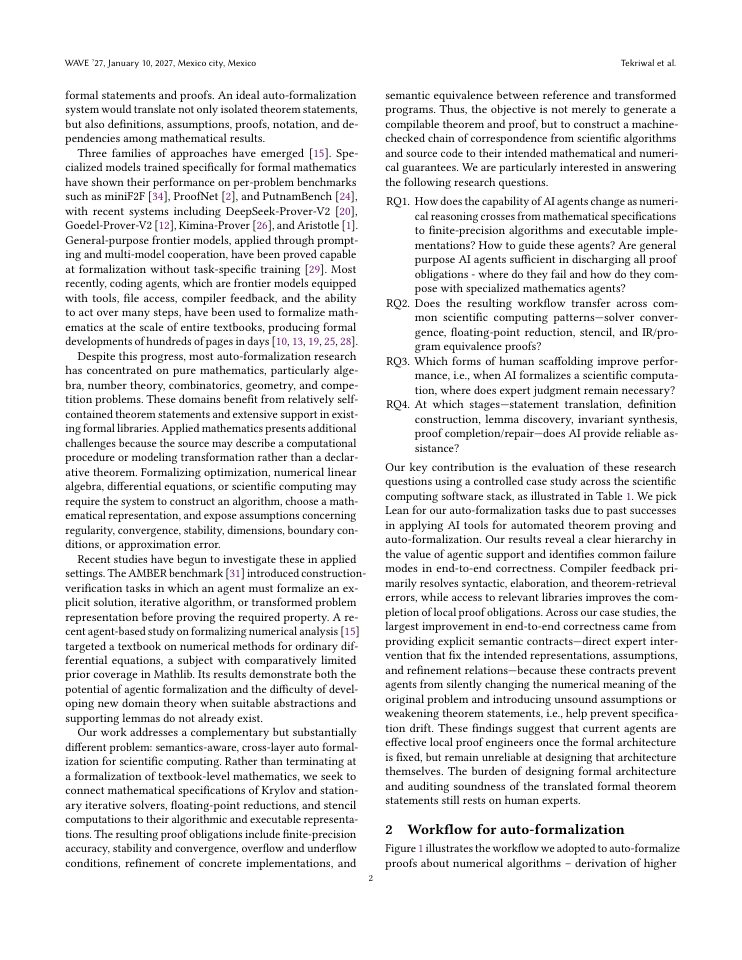 WAVE ’27, January 10, 2027, Mexico city, Mexico
Tekriwal et al.
formal statements and proofs. An ideal auto-formalization
system would translate not only isolated theorem statements,
but also definitions, assumptions, proofs, notation, and de-
pendencies among mathematical results.
Three families of approaches have emerged [15]. Spe-
cialized models trained specifically for formal mathematics
have shown their performance on per-problem benchmarks
such as miniF2F [34], ProofNet [2], and PutnamBench [24],
with recent systems including DeepSeek-Prover-V2 [20],
Goedel-Prover-V2 [12], Kimina-Prover [26], and Aristotle [1].
General-purpose frontier models, applied through prompt-
ing and multi-model cooperation, have been proved capable
at formalization without task-specific training [29]. Most
recently, coding agents, which are frontier models equipped
with tools, file access, compiler feedback, and the ability
to act over many steps, have been used to formalize math-
ematics at the scale of entire textbooks, producing formal
developments of hundreds of pages in days [10, 13, 19, 25, 28].
Despite this progress, most auto-formalization research
has concentrated on pure mathematics, particularly alge-
bra, number theory, combinatorics, geometry, and compe-
tition problems. These domains benefit from relatively self-
contained theorem statements and extensive support in exist-
ing formal libraries. Applied mathematics presents additional
challenges because the source may describe a computational
procedure or modeling transformation rather than a declar-
ative theorem. Formalizing optimization, numerical linear
algebra, differential equations, or scientific computing may
require the system to construct an algorithm, choose a math-
ematical representation, and expose assumptions concerning
regularity, convergence, stability, dimensions, boundary con-
ditions, or approximation error.
Recent studies have begun to investigate these in applied
settings. The AMBER benchmark [31] introduced construction-
verification tasks in which an agent must formalize an ex-
plicit solution, iterative algorithm, or transformed problem
representation before proving the required property. A re-
cent agent-based study on formalizing numerical analysis [15]
targeted a textbook on numerical methods for ordinary dif-
ferential equations, a subject with comparatively limited
prior coverage in Mathlib. Its results demonstrate both the
potential of agentic formalization and the difficulty of devel-
oping new domain theory when suitable abstractions and
supporting lemmas do not already exist.
Our work addresses a complementary but substantially
different problem: semantics-aware, cross-layer auto formal-
ization for scientific computing. Rather than terminating at
a formalization of textbook-level mathematics, we seek to
connect mathematical specifications of Krylov and station-
ary iterative solvers, floating-point reductions, and stencil
computations to their algorithmic and executable representa-
tions. The resulting proof obligations include finite-precision
accuracy, stability and convergence, overflow and underflow
conditions, refinement of concrete implementations, and
semantic equivalence between reference and transformed
programs. Thus, the objective is not merely to generate a
compilable theorem and proof, but to construct a machine-
checked chain of correspondence from scientific algorithms
and source code to their intended mathematical and numeri-
cal guarantees. We are particularly interested in answering
the following research questions.
RQ1. How does the capability of AI agents change as numeri-
cal reasoning crosses from mathematical specifications
to finite-precision algorithms and executable imple-
mentations? How to guide these agents? Are general
purpose AI agents sufficient in discharging all proof
obligations - where do they fail and how do they com-
pose with specialized mathematics agents?
RQ2. Does the resulting workflow transfer across com-
mon scientific computing patterns—solver conver-
gence, floating-point reduction, stencil, and IR/pro-
gram equivalence proofs?
RQ3. Which forms of human scaffolding improve perfor-
mance, i.e., when AI formalizes a scientific computa-
tion, where does expert judgment remain necessary?
RQ4. At which stages—statement translation, definition
construction, lemma discovery, invariant synthesis,
proof completion/repair—does AI provide reliable as-
sistance?
Our key contribution is the evaluation of these research
questions using a controlled case study across the scientific
computing software stack, as illustrated in Table 1. We pick
Lean for our auto-formalization tasks due to past successes
in applying AI tools for automated theorem proving and
auto-formalization. Our results reveal a clear hierarchy in
the value of agentic support and identifies common failure
modes in end-to-end correctness. Compiler feedback pri-
marily resolves syntactic, elaboration, and theorem-retrieval
errors, while access to relevant libraries improves the com-
pletion of local proof obligations. Across our case studies, the
largest improvement in end-to-end correctness came from
providing explicit semantic contracts—direct expert inter-
vention that fix the intended representations, assumptions,
and refinement relations—because these contracts prevent
agents from silently changing the numerical meaning of the
original problem and introducing unsound assumptions or
weakening theorem statements, i.e., help prevent specifica-
tion drift. These findings suggest that current agents are
effective local proof engineers once the formal architecture
is fixed, but remain unreliable at designing that architecture
themselves. The burden of designing formal architecture
and auditing soundness of the translated formal theorem
statements still rests on human experts.
2 Workflow for auto-formalization
Figure 1 illustrates the workflow we adopted to auto-formalize
proofs about numerical algorithms – derivation of higher
2